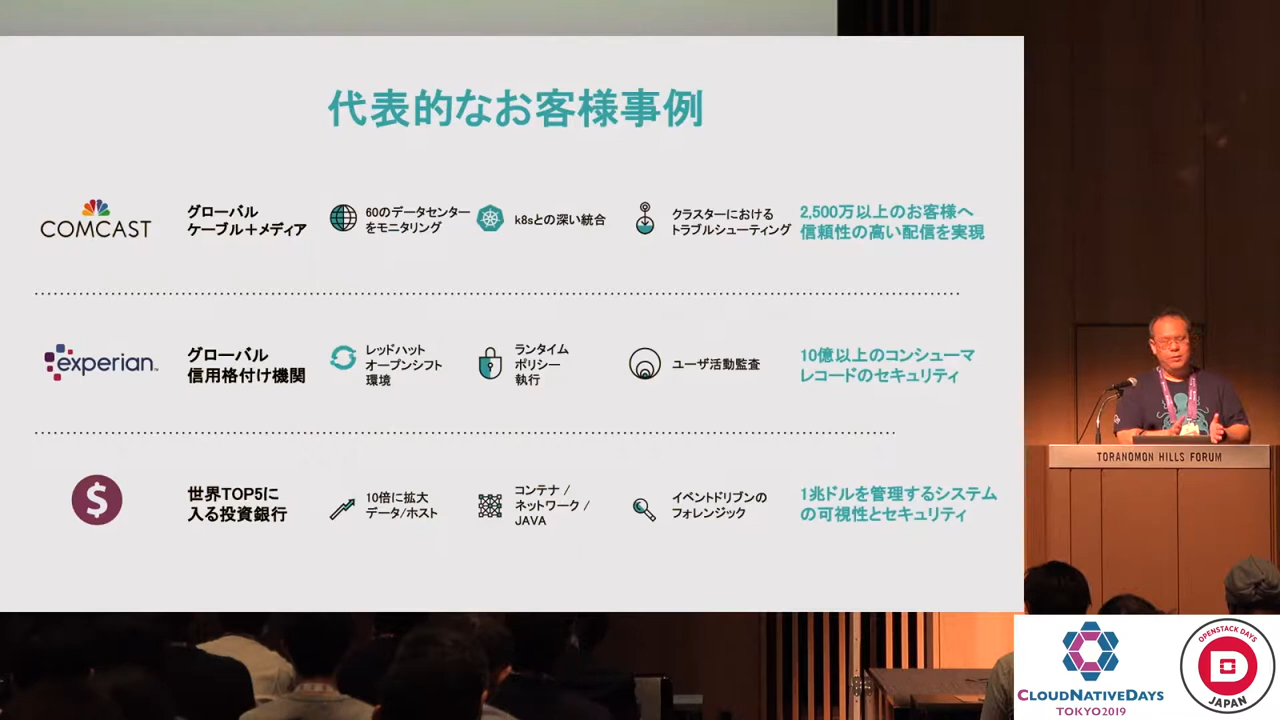 代表的なお客様事例
COMCAST
グローバル
ケーブル＋メディア
60のデータセンター
をモニタリング
k8sとの深い統合
クラスターにおける
トラブルシューティング
2,500万以上のお客様へ
信頼性の高い配信を実現
experian™
グローバル
信用格付け機関
レッドハット
オープンシフト
環境
ランタイム
ポリシー
執行
ユーザ活動監査
10億以上のコンシューマ
レコードのセキュリティ
$
世界TOP5に
入る投資銀行
10倍に拡大
データ/ホスト
コンテナ /
ネットワーク /
JAVA
イベントドリブンの
フォレンジック
1兆ドルを管理するシステム
の可視性とセキュリティ
TORANOMON HILLS FORUM
CLOUDNATIVEDAYS
TOKYO2019
OPENSTACK DAYS
JAPAN